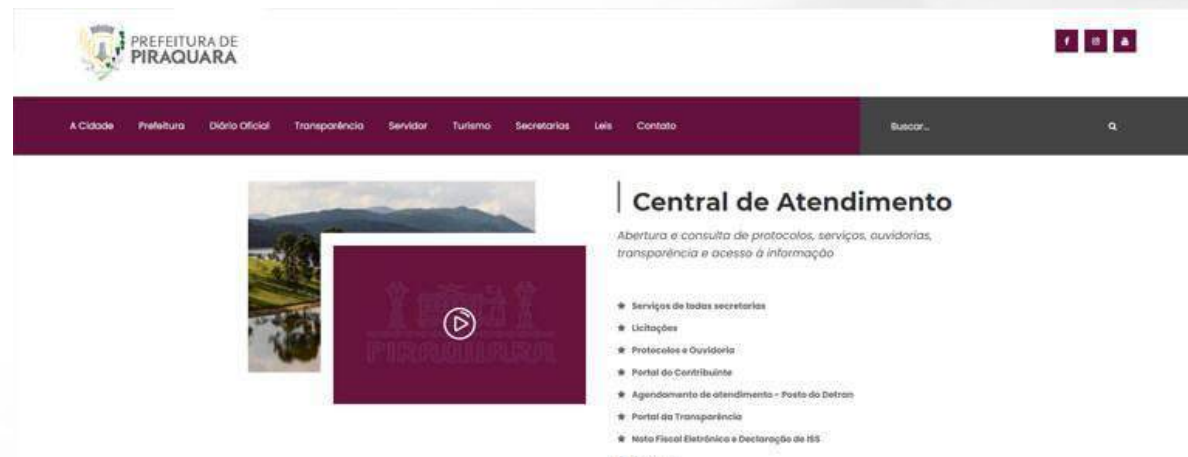 PREFEITURA DE
PIRAQUARA
A Cidade Prefeitura Diário Oficial Transparência Servidor Turismo Secretarias Leis Contato Buscar...
Central de Atendimento
Abertura e consulta de protocolos, serviços, ouvidorias,
transparência e acesso à informação
Serviços de todas secretarias
Licitações
Protocolos e Ouvidoria
Portal do Contribuinte
Agendamento de atendimento - Posto do Detran
Portal da Transparência
Nota Fiscal Eletrônica e Declaração de ISS
PIRAQUARA